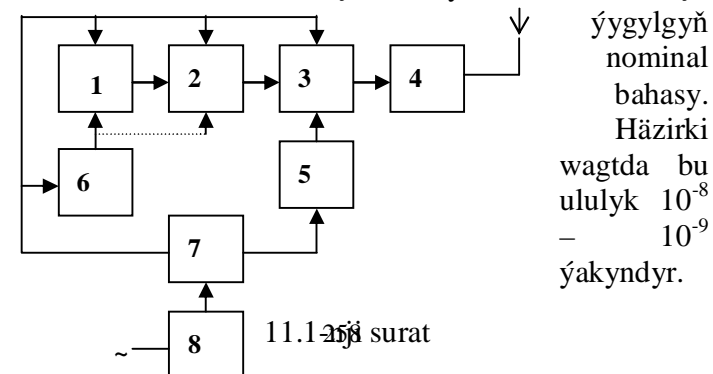 ýygylgyň
nominal
bahasy.
Häzirki
wagtda bu
ululyk 10⁻⁸
– 10⁻⁹
ýakyndyr.
1 2 3 4
6 5
7
~ 8
11.1-nji surat
258